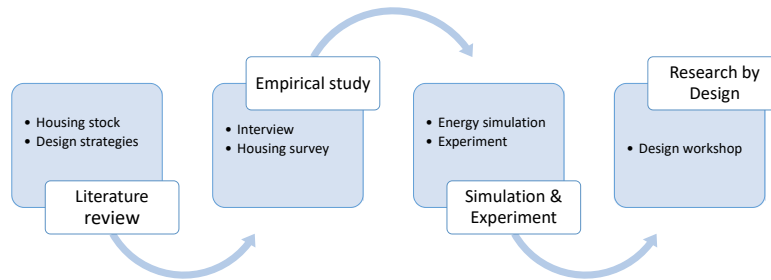 • Housing stock
• Design strategies
Literature
review
Empirical study
• Interview
• Housing survey
• Energy simulation
• Experiment
Simulation &
Experiment
Research by
Design
• Design workshop